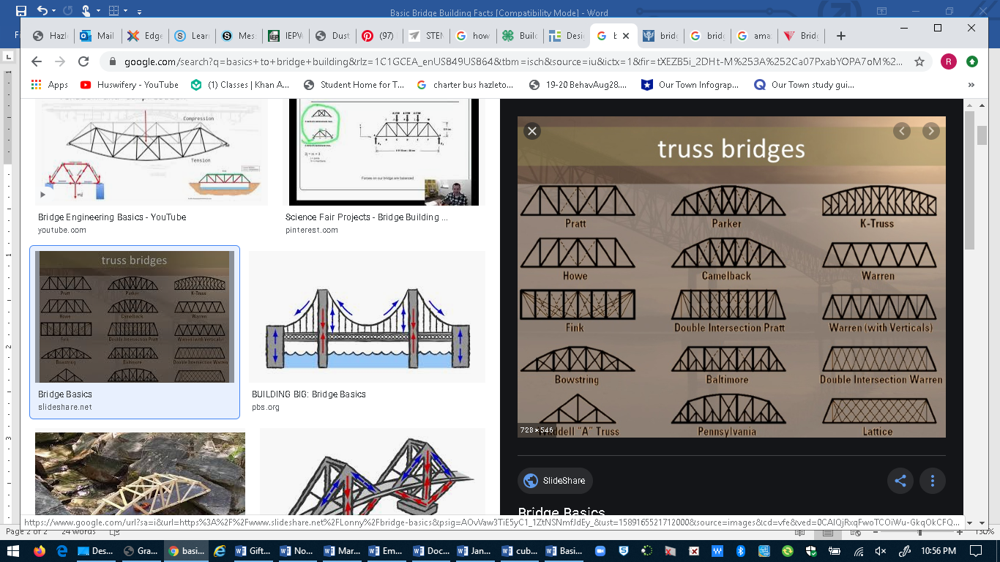 Basic Bridge Building Facts [Compatibility Mode] - Word
Hazl Mail Edge Lear Mes IEPW Dust (97) STEM how Build Desi b bridg bridg ama Bridg
google.com/search?q=basics+to+bridge+building&rlz=1C1GCEA_enUS849US864&tbm=isch&source=iu&ictx=1&fir=tXEZB5i_2DHt-M%253A%252Ca07PxabYOPA7oM%2...
R
Apps Huswifery - YouTube (1) Classes | Khan A... Student Home for T... charter bus hazleto... 19-20 BehavAug28.... Our Town Infograp... Our Town study gui...
Compression
Tension
Forces on our bridge are balanced
Bridge Engineering Basics - YouTube
youtube.com
Science Fair Projects - Bridge Building ...
pinterest.com
truss bridges
Pratt Parker K-Truss
Howe Camelback Warren
Fink Double Intersection Pratt Warren (with Verticals)
Bowstring Baltimore Double Intersection Warren
Bridge Basics
slideshare.net
BUILDING BIG: Bridge Basics
pbs.org
truss bridges
Pratt Parker K-Truss
Howe Camelback Warren
Fink Double Intersection Pratt Warren (with Verticals)
Bowstring Baltimore Double Intersection Warren
ddell "A" Truss Pennsylvania Lattice
728 × 546
SlideShare
Bridge Basics
https://www.google.com/url?sa=i&url=https%3A%2F%2Fwww.slideshare.net%2FLonny%2Fbridge-basics&psig=AOvVaw3TiE5yC1_1ZtNSNmfJdEy_&ust=1589165521712000&source=images&cd=vfe&ved=0CAIQjRxqFwoTCOiWu-GkqOkCFQ...
Page 2 of 2 24 words 130%
Des... Gra... basi... Gift... No... Mar... Em... Doc... Jan... cub... Basi... 10:56 PM